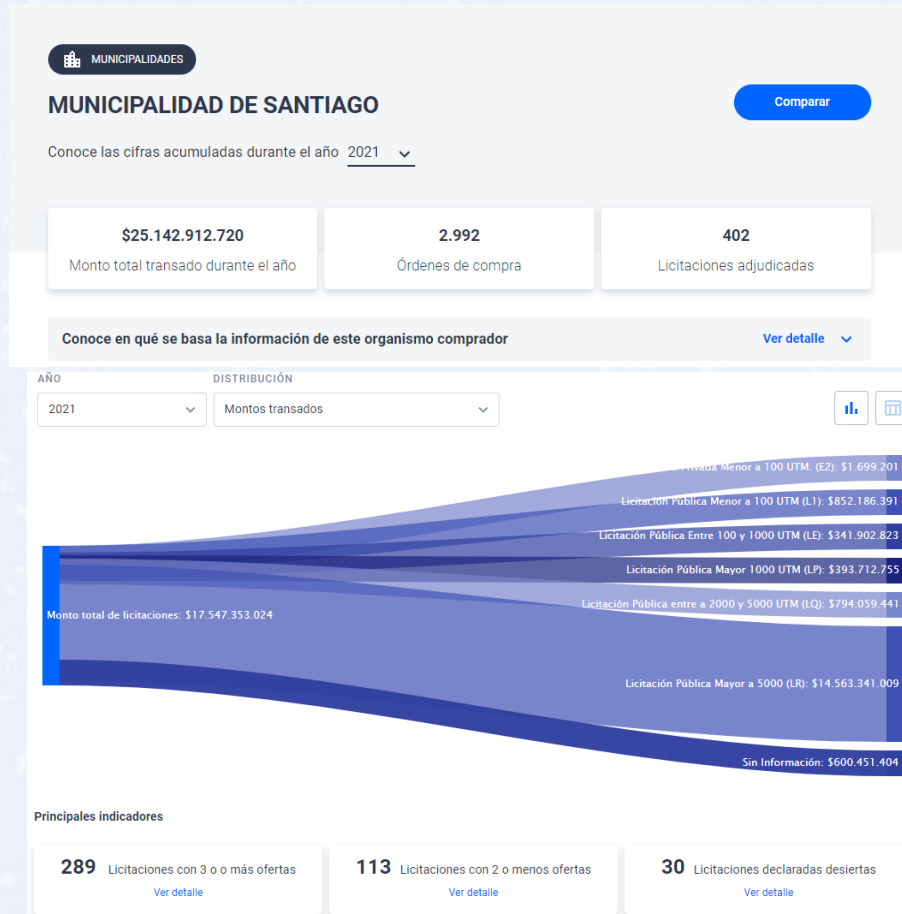 MUNICIPALIDADES
MUNICIPALIDAD DE SANTIAGO
Comparar
Conoce las cifras acumuladas durante el año 2021
$25.142.912.720
Monto total transado durante el año
2.992
Órdenes de compra
402
Licitaciones adjudicadas
Conoce en qué se basa la información de este organismo comprador
Ver detalle
AÑO
DISTRIBUCIÓN
2021
Montos transados
Privada Menor a 100 UTM. (E2): $1.699.201
Licitación Pública Menor a 100 UTM (L1): $852.186.391
Licitación Pública Entre 100 y 1000 UTM (LE): $341.902.823
Licitación Pública Mayor 1000 UTM (LP): $393.712.755
Licitación Pública entre a 2000 y 5000 UTM (LQ): $794.059.441
Monto total de licitaciones: $17.547.353.024
Licitación Pública Mayor a 5000 (LR): $14.563.341.009
Sin Información: $600.451.404
Principales indicadores
289 Licitaciones con 3 o o más ofertas
Ver detalle
113 Licitaciones con 2 o menos ofertas
Ver detalle
30 Licitaciones declaradas desiertas
Ver detalle